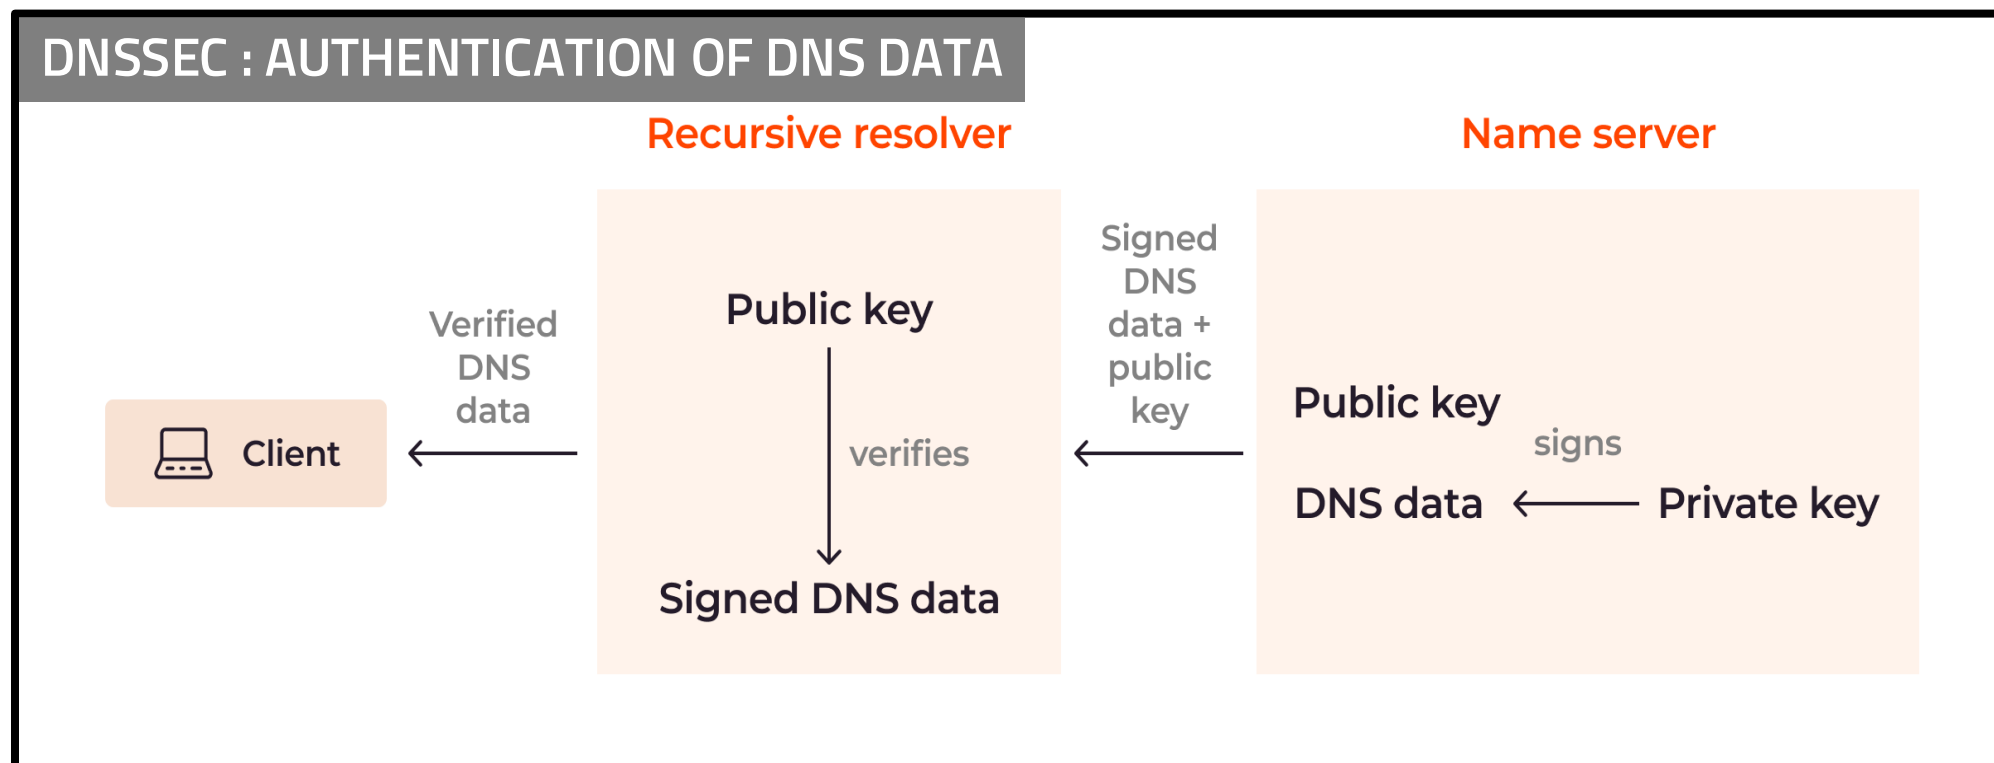 DNSSEC : AUTHENTICATION OF DNS DATA
Recursive resolver
Name server
Client
Verified
DNS
data
Public key
verifies
Signed DNS data
Signed
DNS
data +
public
key
Public key
signs
DNS data
Private key